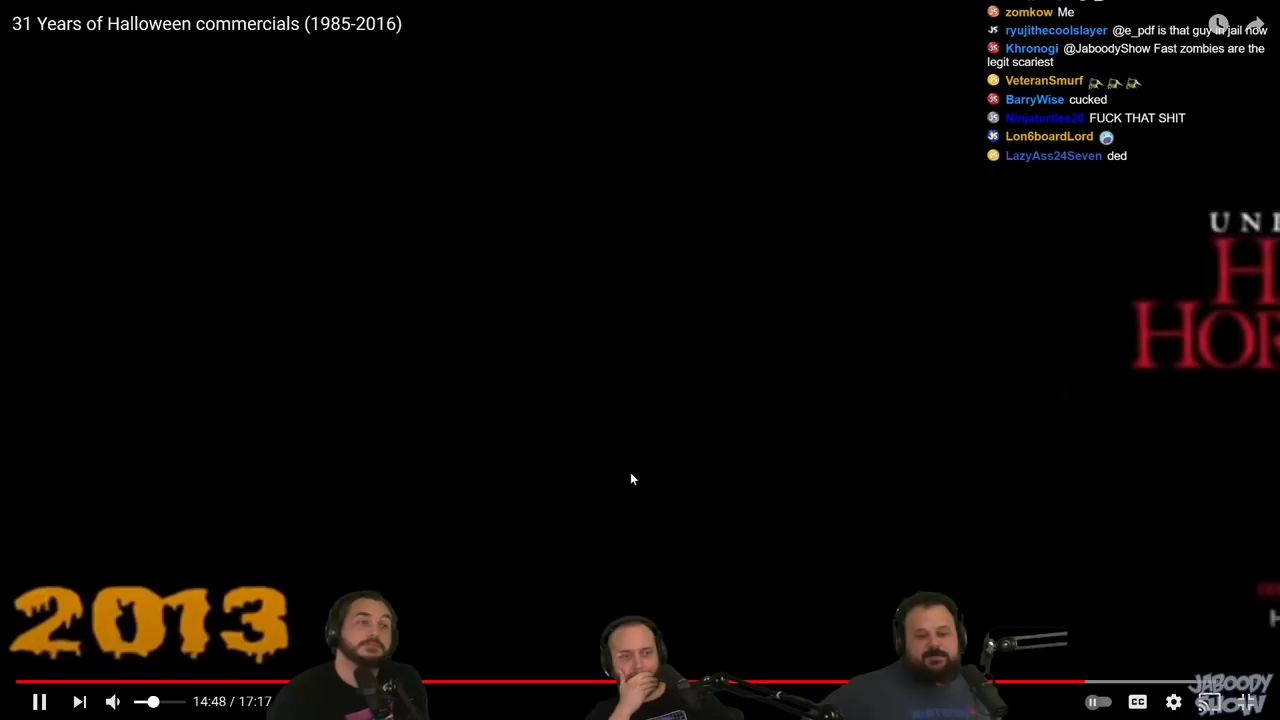 31 Years of Halloween commercials (1985-2016)
zomkow Me
ryujithecoolslayer @e_pdf is that guy in jail now
Khronogi @JaboodyShow Fast zombies are the
legit scariest
VeteranSmurf
BarryWise cucked
Ninjaturtles20 FUCK THAT SHIT
Lon6boardLord
LazyAss24Seven ded
UNI
H
HOR
2013
14:48 / 17:17
CC
JABOODY
SHOW